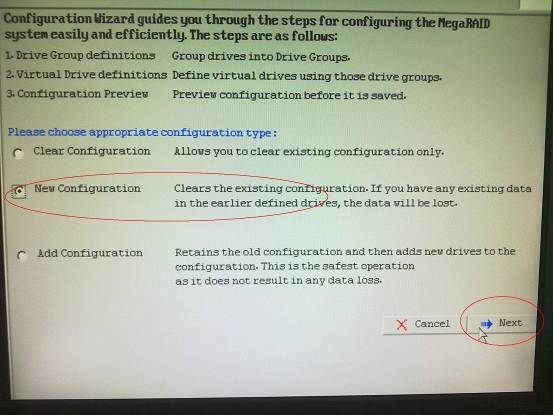 Configuration Wizard guides you through the steps for configuring the MegaRAID
system easily and efficiently. The steps are as follows:
1. Drive Group definitions Group drives into Drive Groups.
2. Virtual Drive definitions Define virtual drives using those drive groups.
3. Configuration Preview Preview configuration before it is saved.
Please choose appropriate configuration type:
Clear Configuration Allows you to clear existing configuration only.
New Configuration Clears the existing configuration. If you have any existing data
in the earlier defined drives, the data will be lost.
Add Configuration Retains the old configuration and then adds new drives to the
configuration. This is the safest operation
as it does not result in any data loss.
Cancel Next